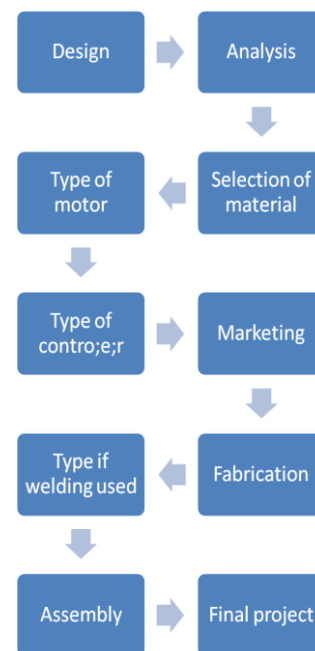 Design
Analysis
Selection of
material
Type of
motor
Type of
contro;e;r
Marketing
Fabrication
Type if
welding used
Assembly
Final project